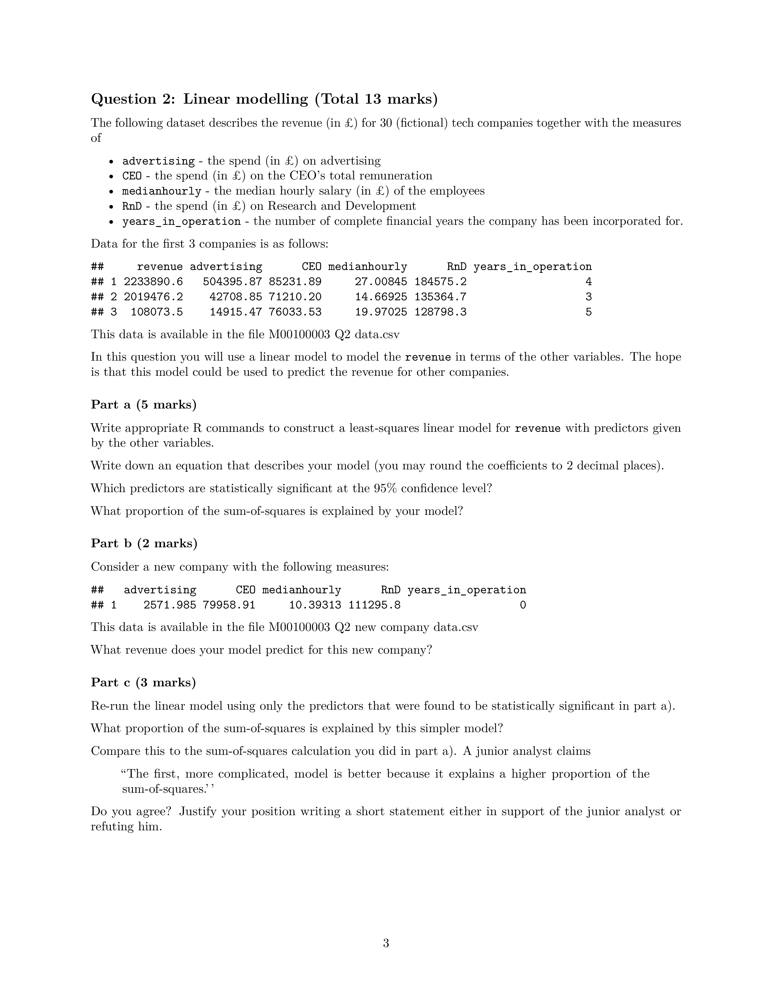 Question 2: Linear modelling (Total 13 marks)
The following dataset describes the revenue (in £) for 30 (fictional) tech companies together with the measures
of
• advertising - the spend (in £) on advertising
• CEO - the spend (in £) on the CEO's total remuneration
• medianhourly - the median hourly salary (in £) of the employees
• RnD - the spend (in £) on Research and Development
• years_in_operation - the number of complete financial years the company has been incorporated for.
Data for the first 3 companies is as follows:
##     revenue advertising      CEO medianhourly      RnD years_in_operation
## 1 2233890.6   504395.87 85231.89     27.00845 184575.2                  4
## 2 2019476.2    42708.85 71210.20     14.66925 135364.7                  3
## 3  108073.5    14915.47 76033.53     19.97025 128798.3                  5
This data is available in the file M00100003 Q2 data.csv
In this question you will use a linear model to model the revenue in terms of the other variables. The hope
is that this model could be used to predict the revenue for other companies.
Part a (5 marks)
Write appropriate R commands to construct a least-squares linear model for revenue with predictors given
by the other variables.
Write down an equation that describes your model (you may round the coefficients to 2 decimal places).
Which predictors are statistically significant at the 95% confidence level?
What proportion of the sum-of-squares is explained by your model?
Part b (2 marks)
Consider a new company with the following measures:
##   advertising      CEO medianhourly      RnD years_in_operation
## 1    2571.985 79958.91     10.39313 111295.8                  0
This data is available in the file M00100003 Q2 new company data.csv
What revenue does your model predict for this new company?
Part c (3 marks)
Re-run the linear model using only the predictors that were found to be statistically significant in part a).
What proportion of the sum-of-squares is explained by this simpler model?
Compare this to the sum-of-squares calculation you did in part a). A junior analyst claims
“The first, more complicated, model is better because it explains a higher proportion of the
sum-of-squares.’ ’
Do you agree? Justify your position writing a short statement either in support of the junior analyst or
refuting him.
3